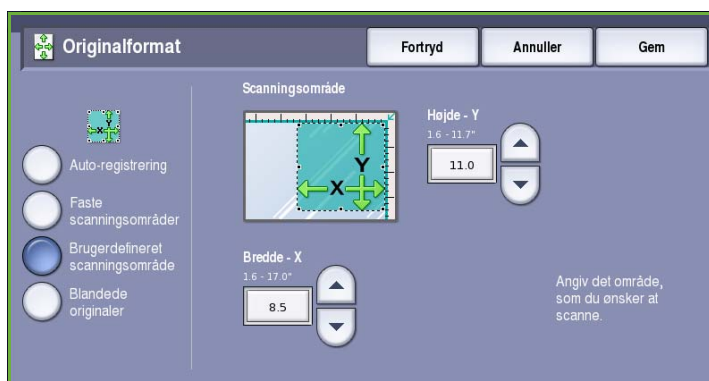 Originalformat
Fortryd
Annuller
Gem
Auto-registrering
Faste
scanningsområder
Brugerdefineret
scanningsområde
Blandede
originaler
Scanningsområde
Y
X
Højde - Y
1.6 - 11.7"
11.0
Bredde - X
1.6 - 17.0"
8.5
Angiv det område,
som du ønsker at
scanne.